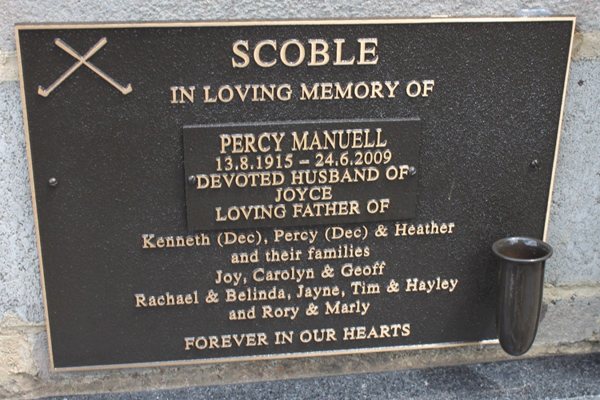 SCOBLE
IN LOVING MEMORY OF
PERCY MANUELL
13.8.1915 – 24.6.2009
DEVOTED HUSBAND OF
JOYCE
LOVING FATHER OF
Kenneth (Dec), Percy (Dec) & Heather
and their families
Joy, Carolyn & Geoff
Rachael & Belinda, Jayne, Tim & Hayley
and Rory & Marly
FOREVER IN OUR HEARTS